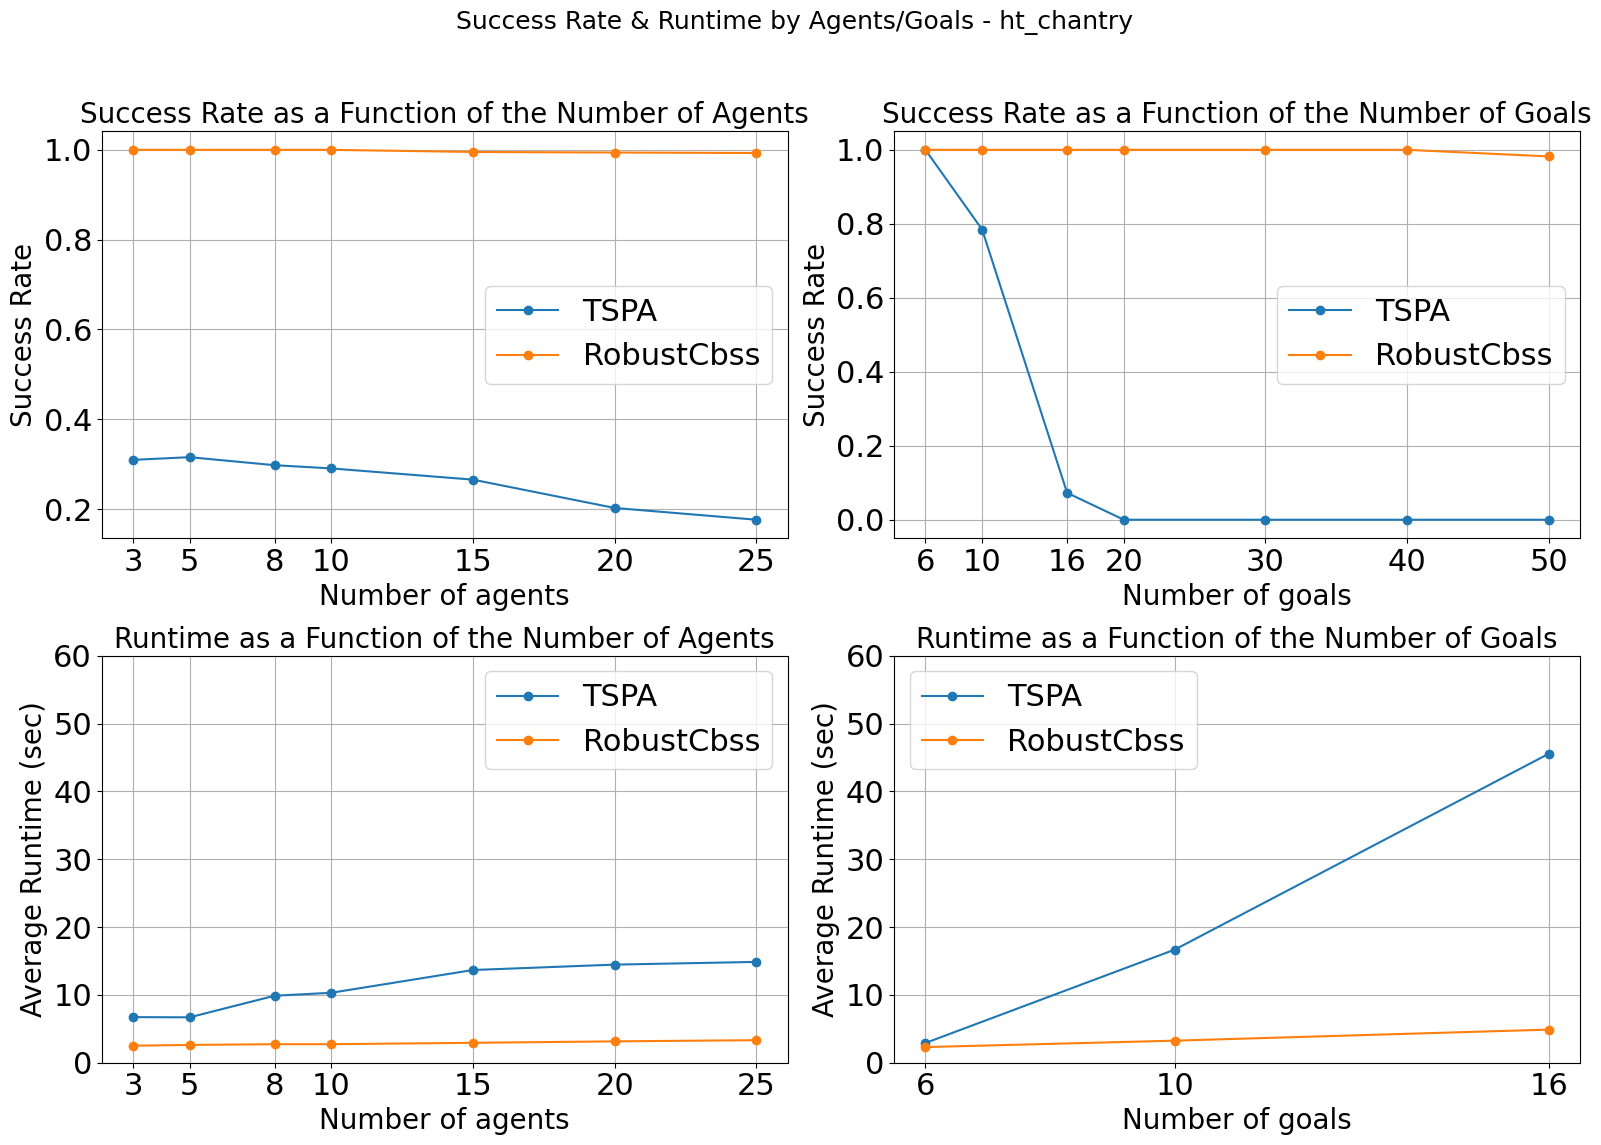 Success Rate & Runtime by Agents/Goals - ht_chantry
Success Rate as a Function of the Number of Agents
Success Rate
1.0
0.8
0.6
0.4
0.2
TSPA
RobustCbss
3 5 8 10 15 20 25
Number of agents
Success Rate as a Function of the Number of Goals
Success Rate
1.0
0.8
0.6
0.4
0.2
0.0
TSPA
RobustCbss
6 10 16 20 30 40 50
Number of goals
Runtime as a Function of the Number of Agents
Average Runtime (sec)
60
50
40
30
20
10
0
TSPA
RobustCbss
3 5 8 10 15 20 25
Number of agents
Runtime as a Function of the Number of Goals
Average Runtime (sec)
60
50
40
30
20
10
0
TSPA
RobustCbss
6 10 16
Number of goals